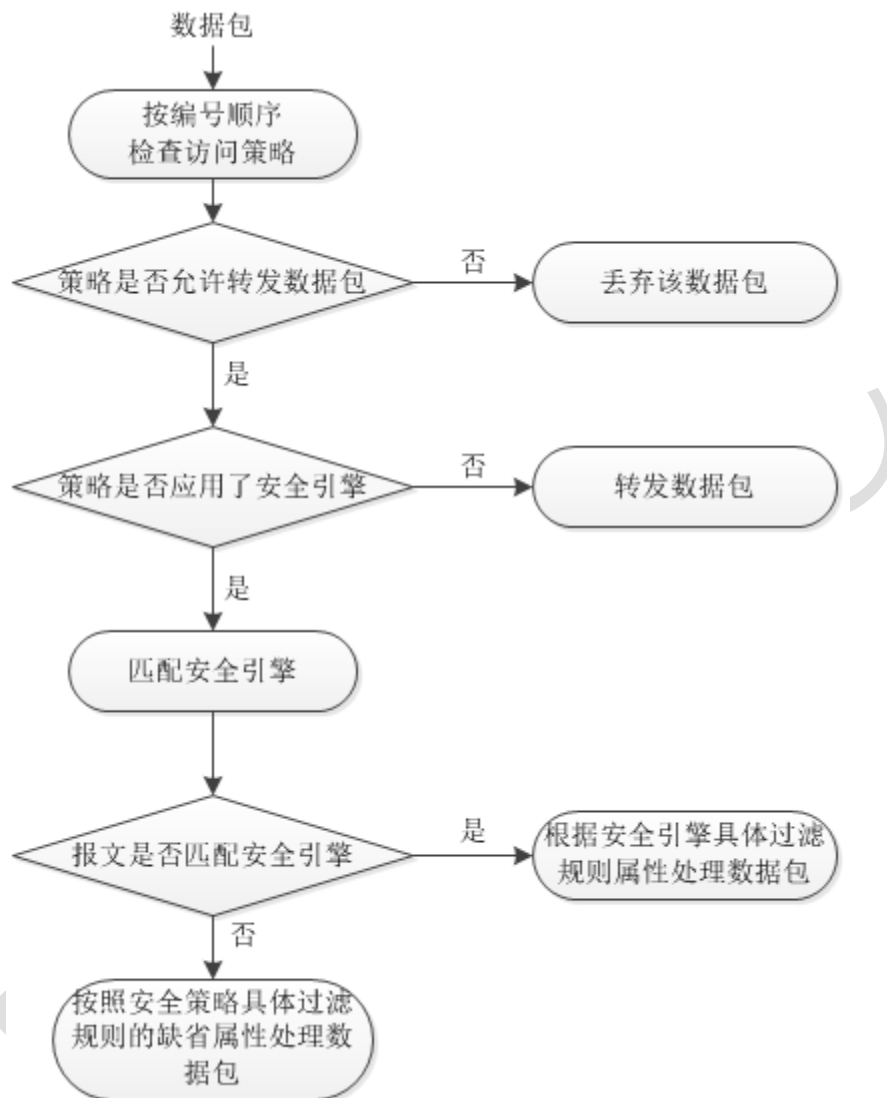 数据包
按编号顺序
检查访问策略
策略是否允许转发数据包
否
丢弃该数据包
是
策略是否应用了安全引擎
否
转发数据包
是
匹配安全引擎
报文是否匹配安全引擎
是
根据安全引擎具体过滤
规则属性处理数据包
否
按照安全策略具体过滤
规则的缺省属性处理数
据包